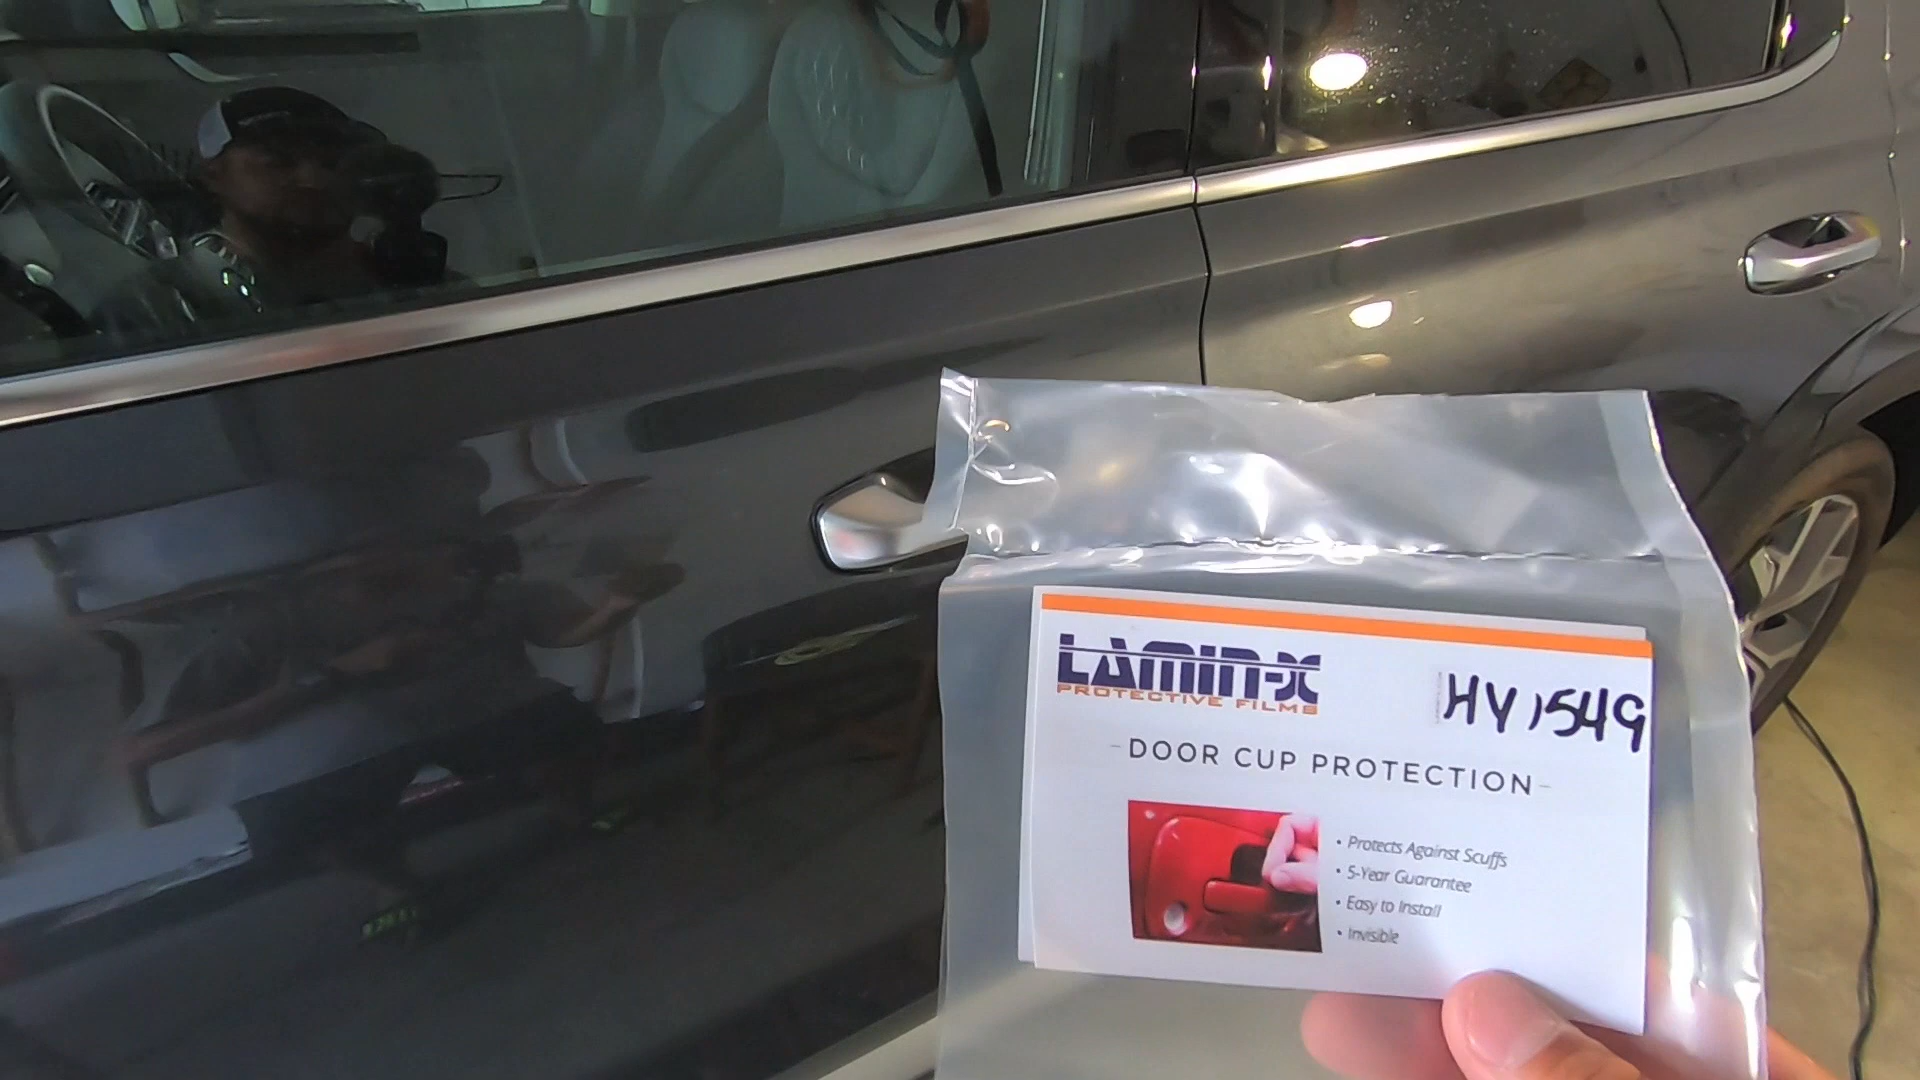 LAMIN-X
PROTECTIVE FILMS
HY1549
-DOOR CUP PROTECTION-
• Protects Against Scuffs
• 5-Year Guarantee
• Easy to Install
• Invisible